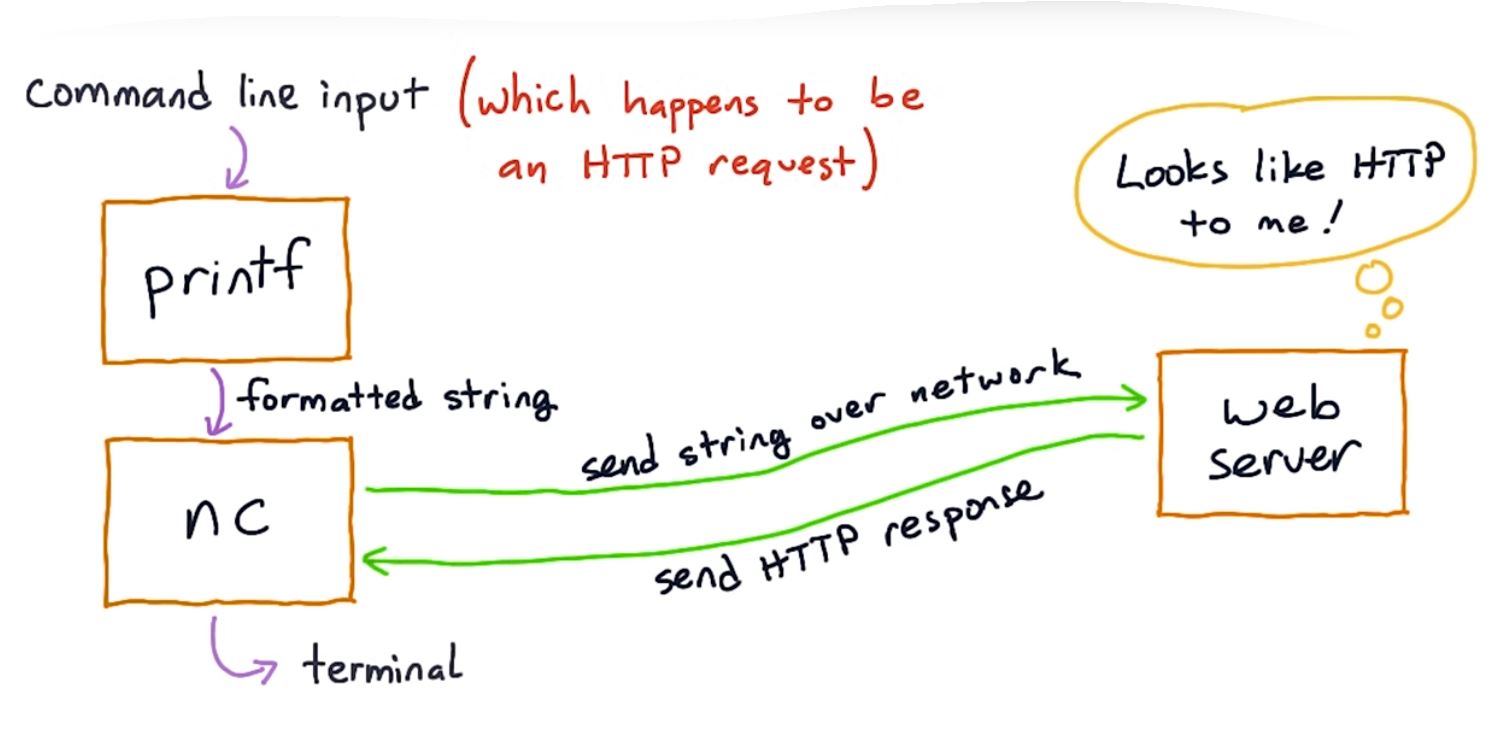 command line input (which happens to be
an HTTP request)
Looks like HTTP
to me!
printf
formatted string
send string over network
web
server
nc
send HTTP response
terminal